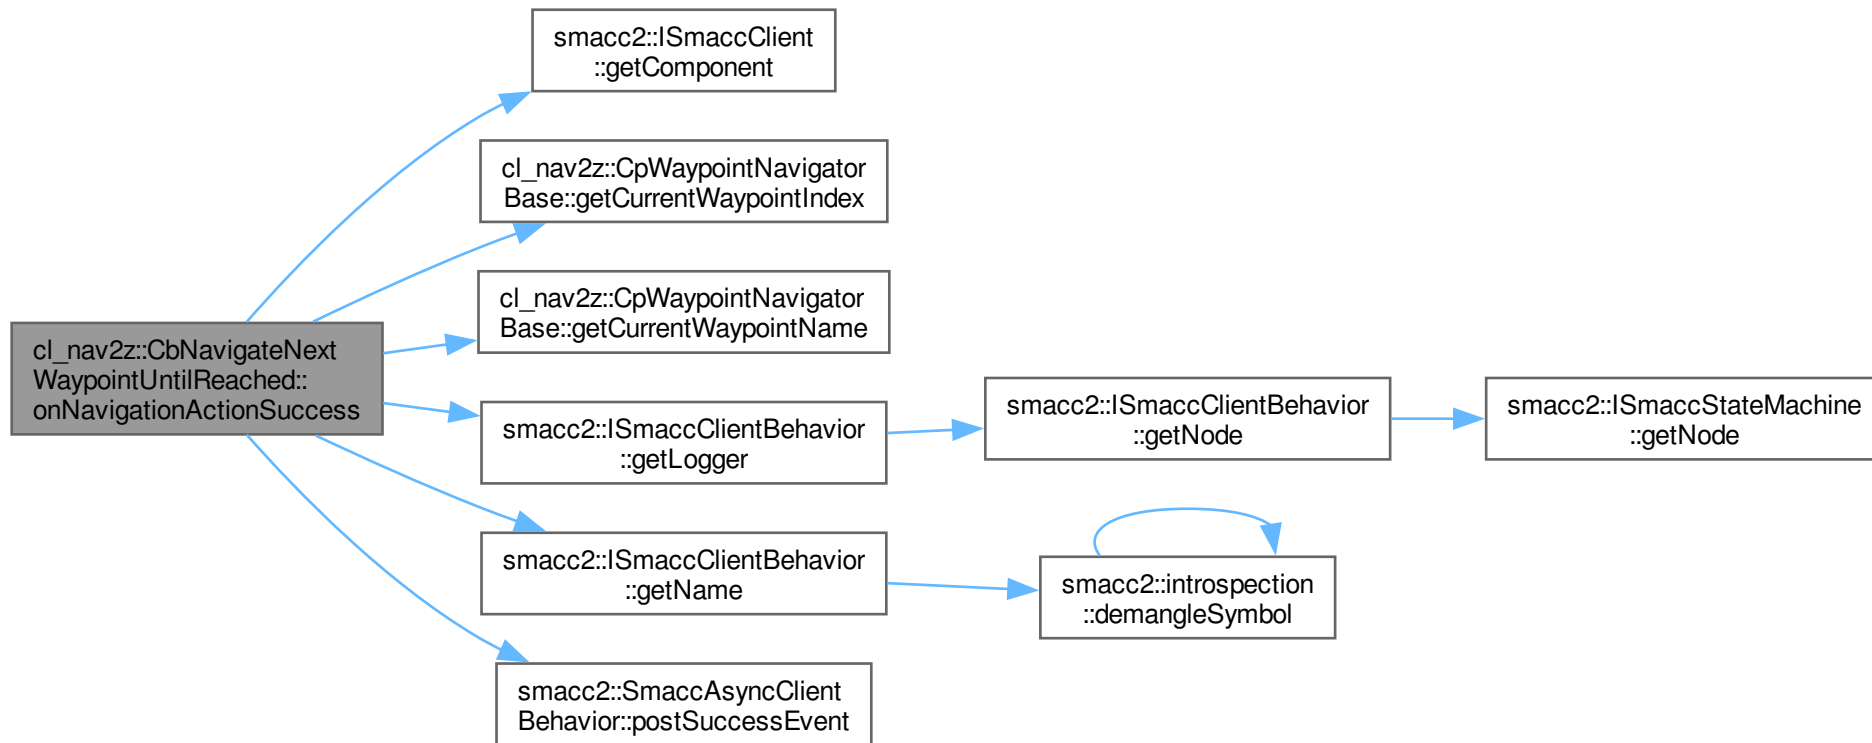 smacc2::ISmaccClient
::getComponent
cl_nav2z::CpWaypointNavigator
Base::getCurrentWaypointIndex
cl_nav2z::CpWaypointNavigator
Base::getCurrentWaypointName
cl_nav2z::CbNavigateNext
WaypointUntilReached::
onNavigationActionSuccess
smacc2::ISmaccClientBehavior
::getLogger
smacc2::ISmaccClientBehavior
::getNode
smacc2::ISmaccStateMachine
::getNode
smacc2::ISmaccClientBehavior
::getName
smacc2::introspection
::demangleSymbol
smacc2::SmaccAsyncClient
Behavior::postSuccessEvent